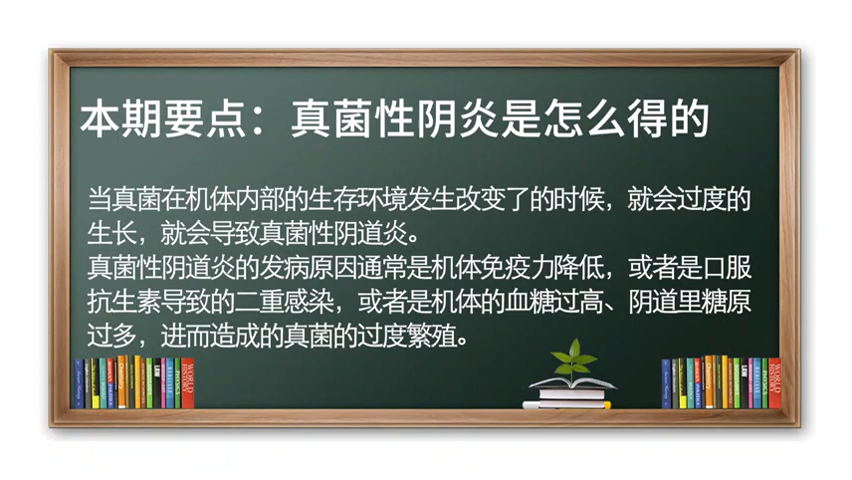 本期要点：真菌性阴炎是怎么得的
当真菌在机体内部的生存环境发生改变了的时候，就会过度的
生长，就会导致真菌性阴道炎。
真菌性阴道炎的发病原因通常是机体免疫力降低，或者是口服
抗生素导致的二重感染，或者是机体的血糖过高、阴道里糖原
过多，进而造成的真菌的过度繁殖。
WORLD HISTORY
WORLD HISTORY